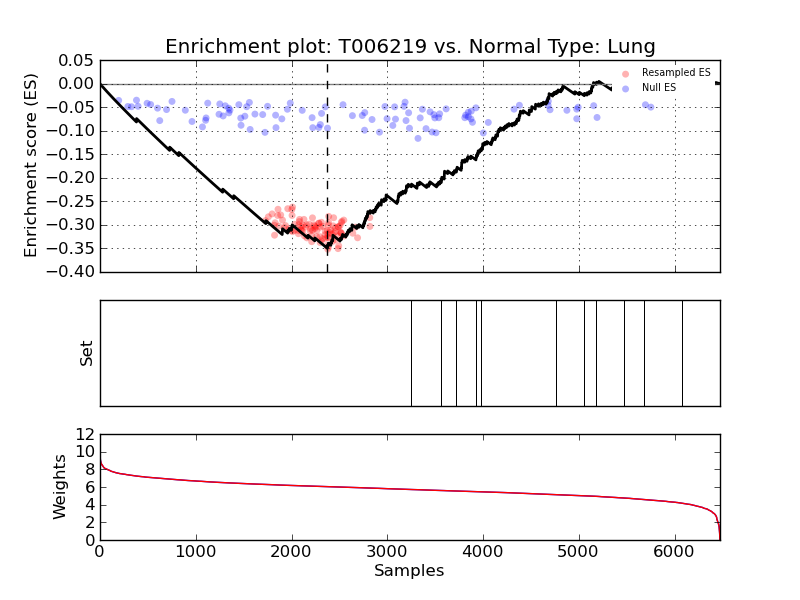 Enrichment plot: T006219 vs. Normal Type: Lung
Enrichment score (ES)
0.05
0.00
−0.05
−0.10
−0.15
−0.20
−0.25
−0.30
−0.35
−0.40
Resampled ES
Null ES
Set
Weights
12
10
8
6
4
2
0
0 1000 2000 3000 4000 5000 6000
Samples